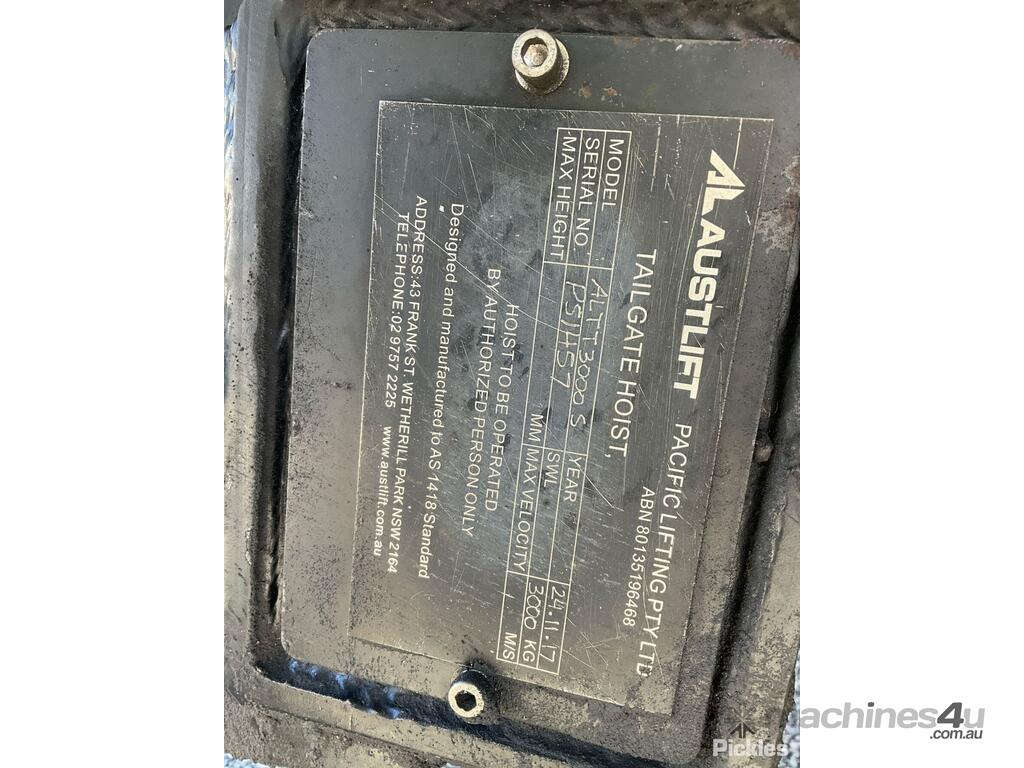 AUSTLIFT PACIFIC LIFTING PTY LTD
ABN 80135196468
TAILGATE HOIST,
MODEL ALTT3000S YEAR 24.11.17
SERIAL NO. PS1457 SWL 3000 KG
MAX HEIGHT MM MAX VELOCITY M/S
HOIST TO BE OPERATED
BY AUTHORIZED PERSON ONLY
Designed and manufactured to AS 1418 Standard
ADDRESS:43 FRANK ST. WETHERILL PARK NSW 2164
TELEPHONE:02 9757 2225 www.austlift.com.au
machines4u
.com.au
Pickles